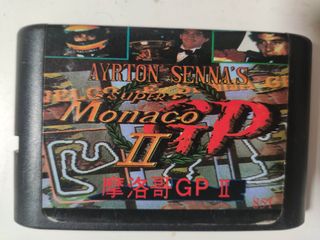 AYRTON SENNA'S
SUPER
Monaco GP
II
摩洛哥GP II